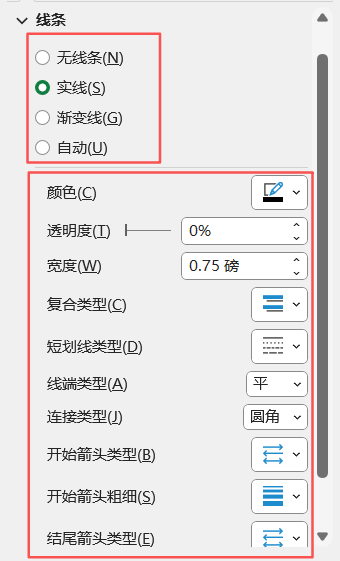 线条
无线条(N)
实线(S)
渐变线(G)
自动(U)
颜色(C)
透明度(T) 0%
宽度(W) 0.75 磅
复合类型(C)
短划线类型(D)
线端类型(A) 平
连接类型(J) 圆角
开始箭头类型(B)
开始箭头粗细(S)
结尾箭头类型(E)